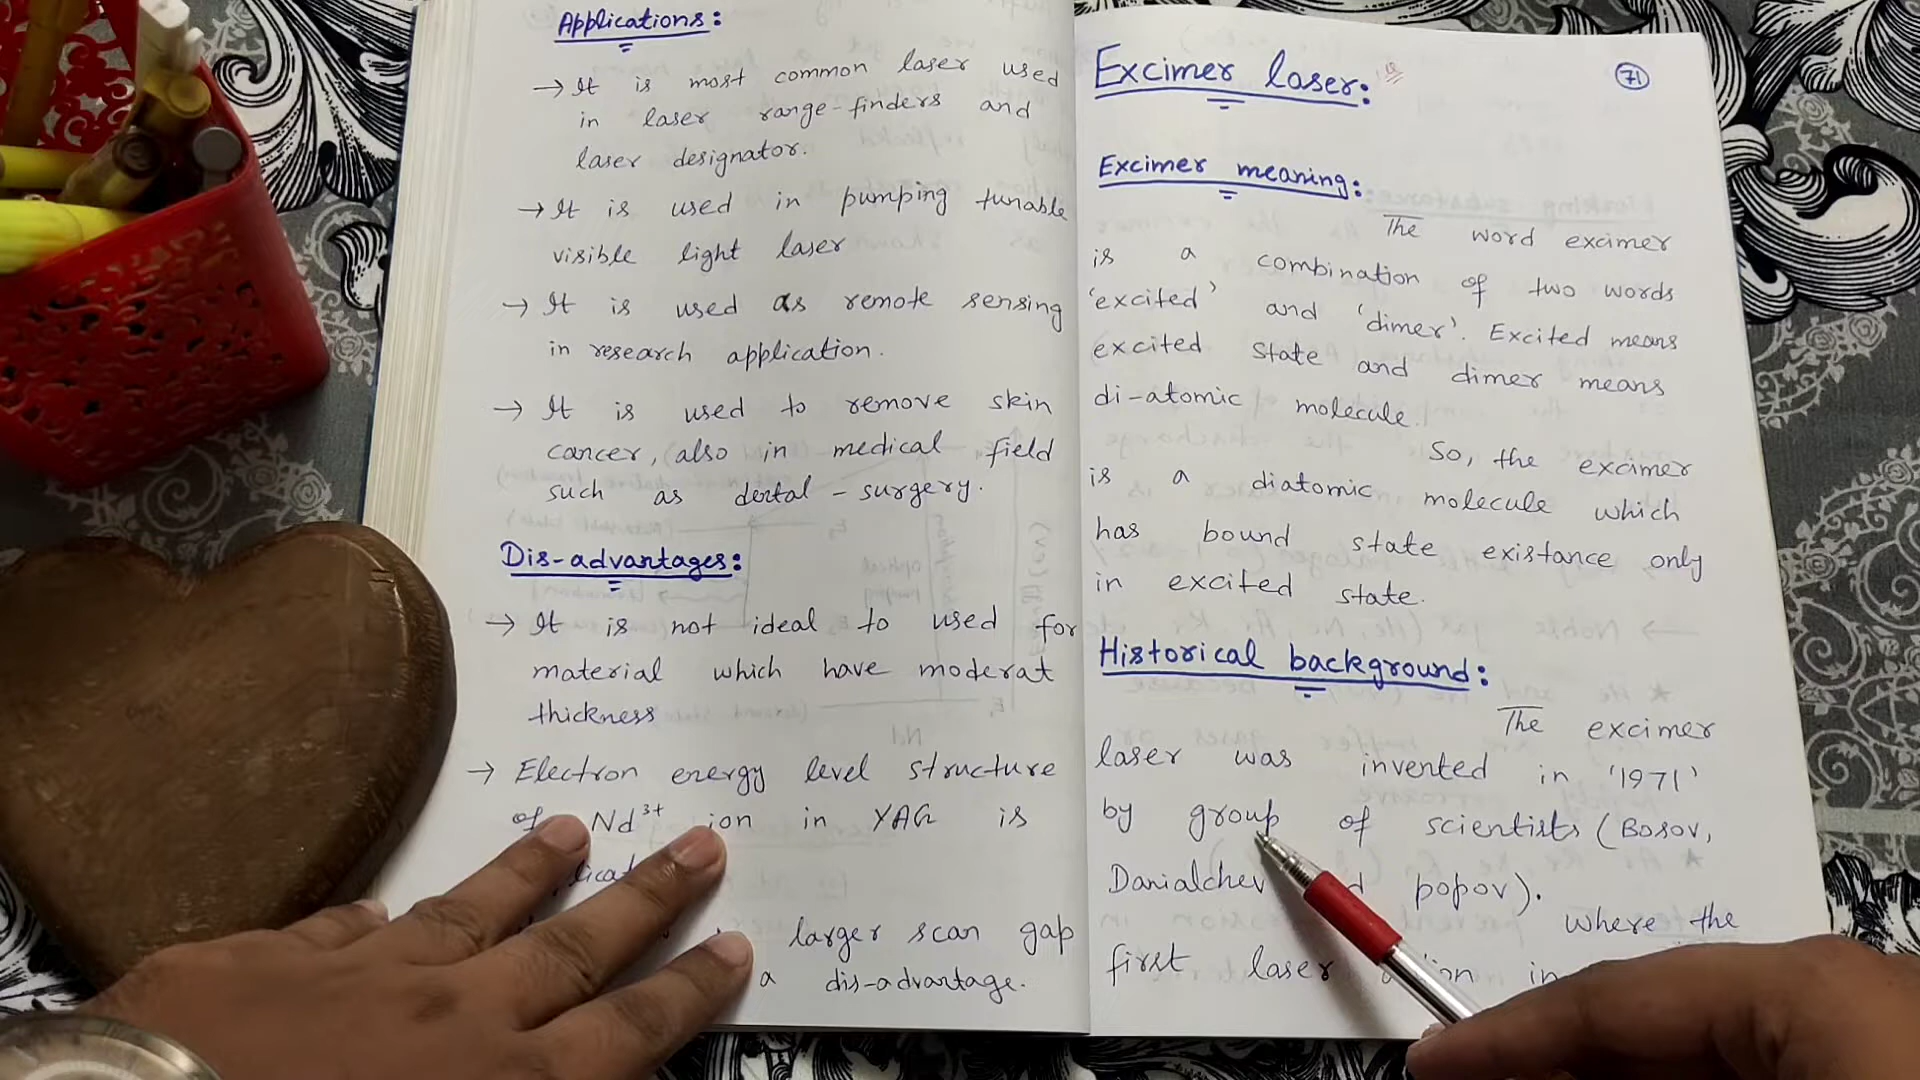 Applications:
→ It is most common laser used
in laser range-finders and
laser designator.
→ It is used in pumping tunable
visible light laser
→ It is used as remote sensing
in research application.
→ It is used to remove skin
cancer, also in medical field
such as dental - surgery.
Dis-advantages:
→ It is not ideal to used for
material which have moderat
thickness
→ Electron energy level structure
of Nd3+ ion in YAG is
larger scan gap
a dis-advantage.
71
Excimer laser:
Excimer meaning:
The word excimer
is a combination of two words
'excited' and 'dimer'. Excited means
excited state and dimer means
di-atomic molecule.
So, the excimer
is a diatomic molecule which
has bound state existance only
in excited state.
Historical background:
The excimer
laser was invented in '1971'
by group of scientists (Bosov,
Danialchev popov).
where the
first laser in